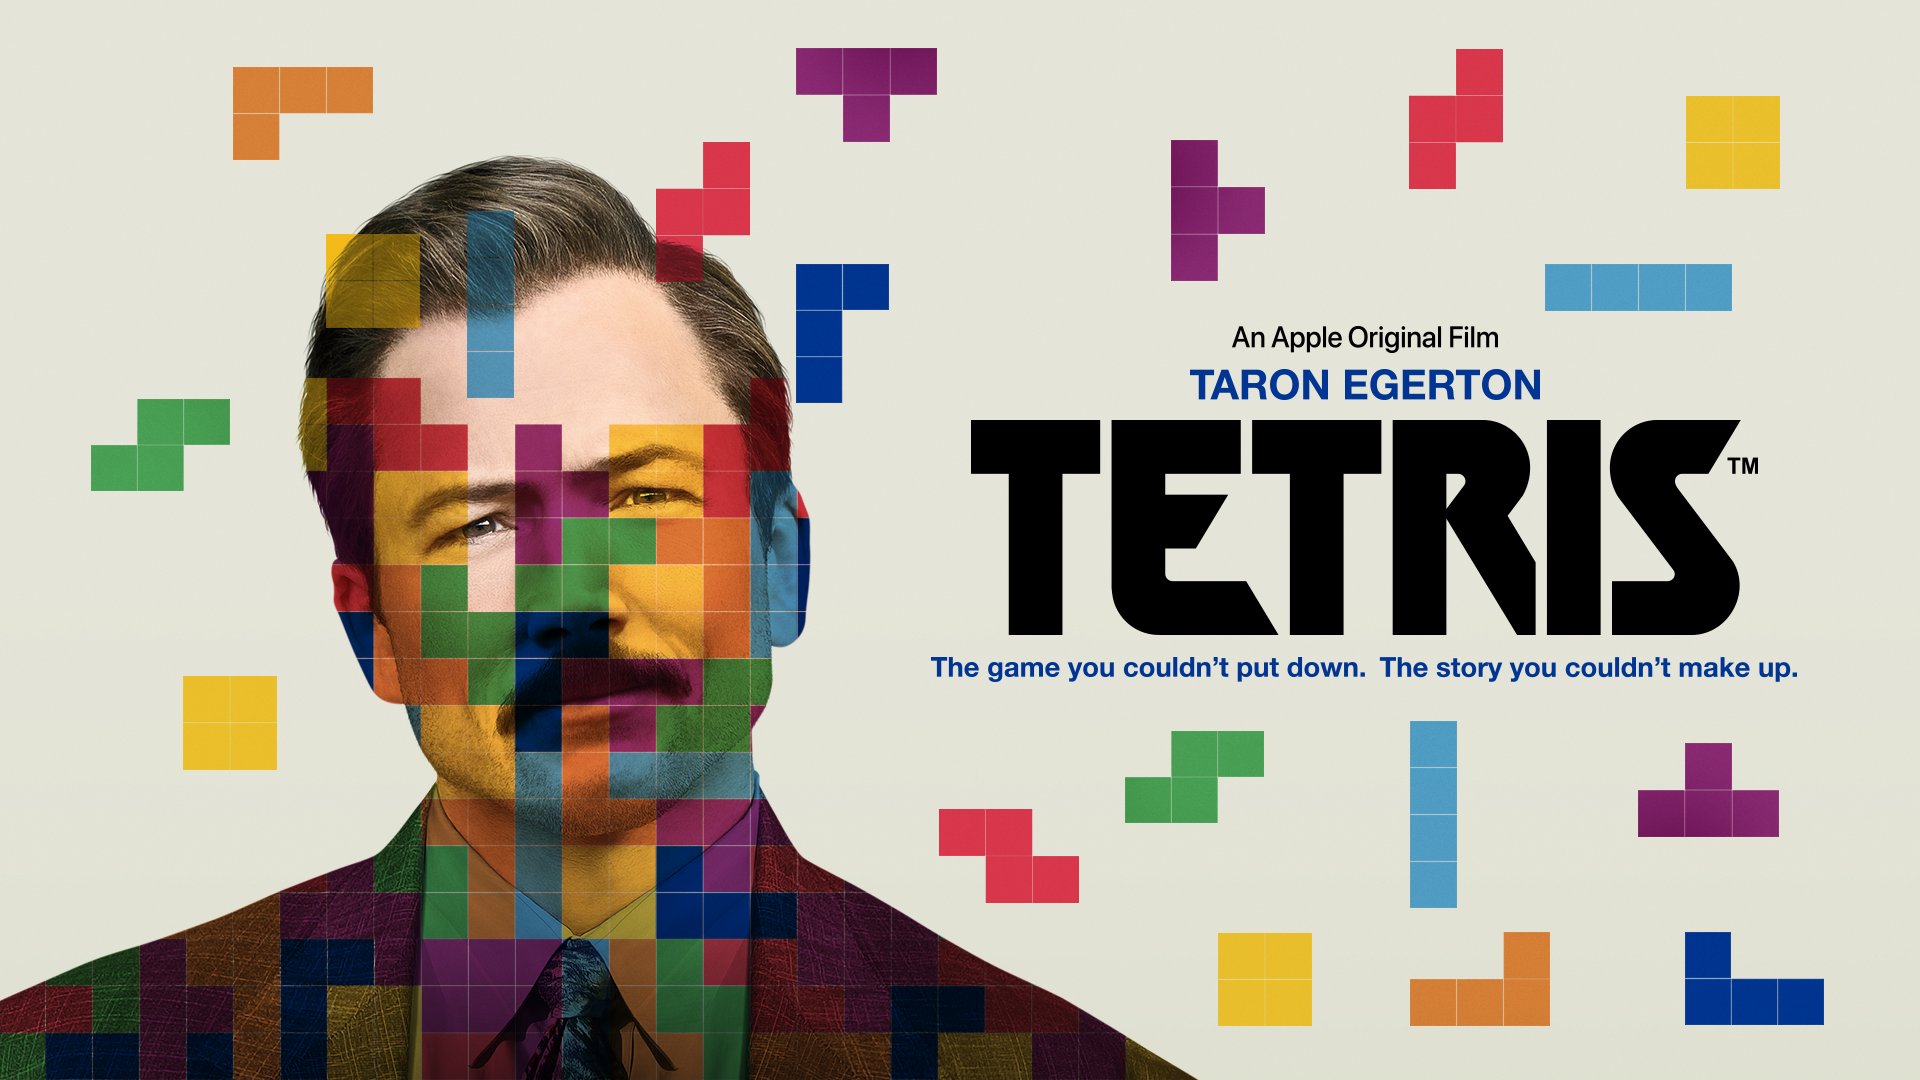 An Apple Original Film
TARON EGERTON
TETRIS™
The game you couldn’t put down. The story you couldn’t make up.